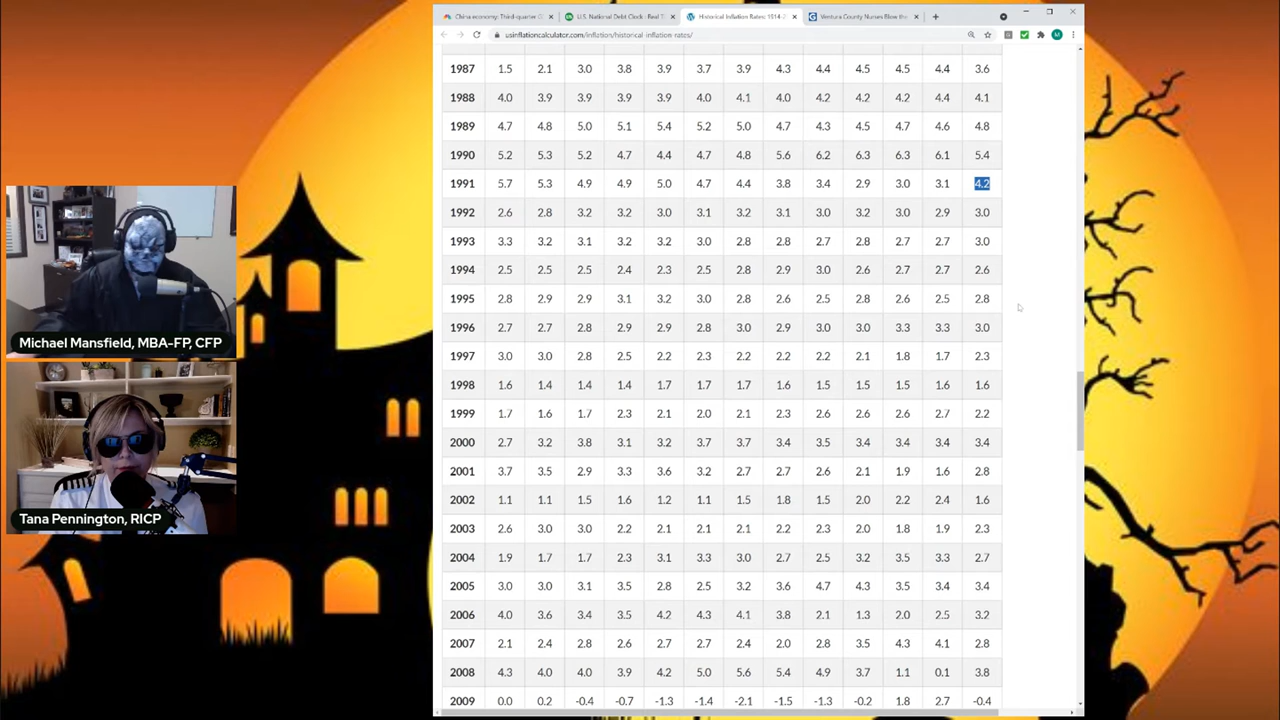 China economy: Third-quarter G
U.S. National Debt Clock - Real T
Historical Inflation Rates: 1914-2
Ventura County Nurses Blow the
usinflationcalculator.com/inflation/historical-inflation-rates/
1987 1.5 2.1 3.0 3.8 3.9 3.7 3.9 4.3 4.4 4.5 4.5 4.4 3.6
1988 4.0 3.9 3.9 3.9 3.9 4.0 4.1 4.0 4.2 4.2 4.2 4.4 4.1
1989 4.7 4.8 5.0 5.1 5.4 5.2 5.0 4.7 4.3 4.5 4.7 4.6 4.8
1990 5.2 5.3 5.2 4.7 4.4 4.7 4.8 5.6 6.2 6.3 6.3 6.1 5.4
1991 5.7 5.3 4.9 4.9 5.0 4.7 4.4 3.8 3.4 2.9 3.0 3.1 4.2
1992 2.6 2.8 3.2 3.2 3.0 3.1 3.2 3.1 3.0 3.2 3.0 2.9 3.0
1993 3.3 3.2 3.1 3.2 3.2 3.0 2.8 2.8 2.7 2.8 2.7 2.7 3.0
1994 2.5 2.5 2.5 2.4 2.3 2.5 2.8 2.9 3.0 2.6 2.7 2.7 2.6
1995 2.8 2.9 2.9 3.1 3.2 3.0 2.8 2.6 2.5 2.8 2.6 2.5 2.8
1996 2.7 2.7 2.8 2.9 2.9 2.8 3.0 2.9 3.0 3.0 3.3 3.3 3.0
1997 3.0 3.0 2.8 2.5 2.2 2.3 2.2 2.2 2.2 2.1 1.8 1.7 2.3
1998 1.6 1.4 1.4 1.4 1.7 1.7 1.7 1.6 1.5 1.5 1.5 1.6 1.6
1999 1.7 1.6 1.7 2.3 2.1 2.0 2.1 2.3 2.6 2.6 2.6 2.7 2.2
2000 2.7 3.2 3.8 3.1 3.2 3.7 3.7 3.4 3.5 3.4 3.4 3.4 3.4
2001 3.7 3.5 2.9 3.3 3.6 3.2 2.7 2.7 2.6 2.1 1.9 1.6 2.8
2002 1.1 1.1 1.5 1.6 1.2 1.1 1.5 1.8 1.5 2.0 2.2 2.4 1.6
2003 2.6 3.0 3.0 2.2 2.1 2.1 2.1 2.2 2.3 2.0 1.8 1.9 2.3
2004 1.9 1.7 1.7 2.3 3.1 3.3 3.0 2.7 2.5 3.2 3.5 3.3 2.7
2005 3.0 3.0 3.1 3.5 2.8 2.5 3.2 3.6 4.7 4.3 3.5 3.4 3.4
2006 4.0 3.6 3.4 3.5 4.2 4.3 4.1 3.8 2.1 1.3 2.0 2.5 3.2
2007 2.1 2.4 2.8 2.6 2.7 2.7 2.4 2.0 2.8 3.5 4.3 4.1 2.8
2008 4.3 4.0 4.0 3.9 4.2 5.0 5.6 5.4 4.9 3.7 1.1 0.1 3.8
2009 0.0 0.2 -0.4 -0.7 -1.3 -1.4 -2.1 -1.5 -1.3 -0.2 1.8 2.7 -0.4
Michael Mansfield, MBA-FP, CFP
Tana Pennington, RICP